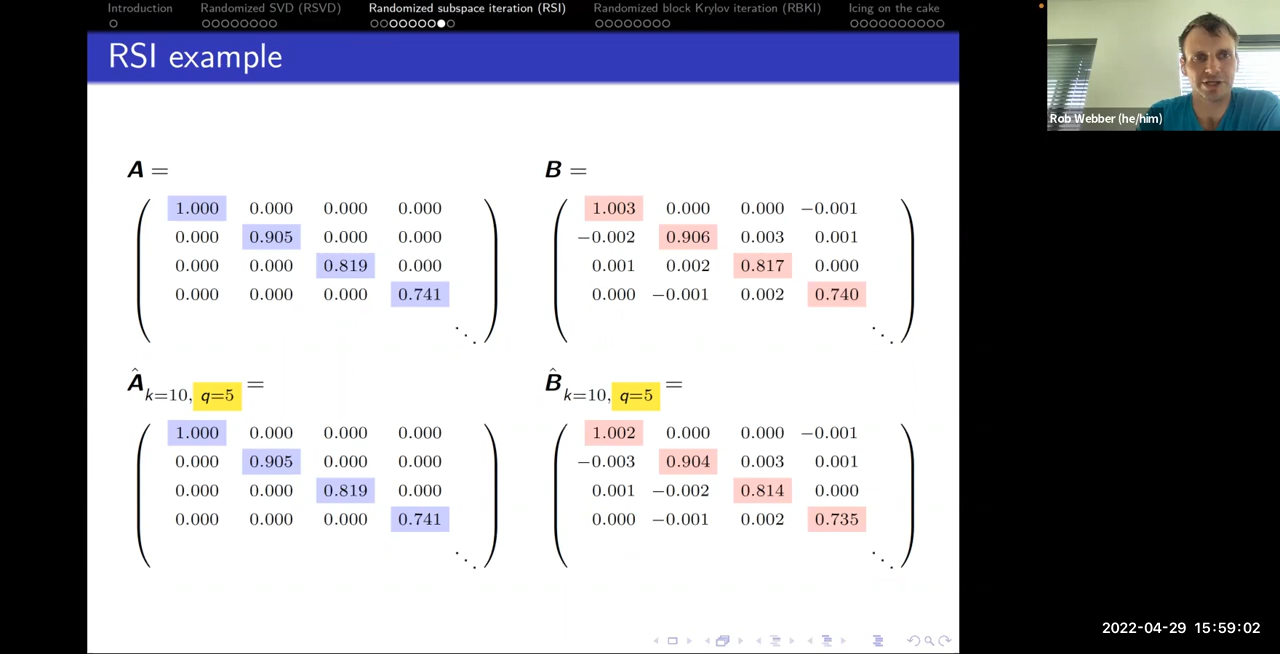 Introduction Randomized SVD (RSVD) Randomized subspace iteration (RSI) Randomized block Krylov iteration (RBKI) Icing on the cake
RSI example
A =
1.000 0.000 0.000 0.000
0.000 0.905 0.000 0.000
0.000 0.000 0.819 0.000
0.000 0.000 0.000 0.741
⋱
B =
1.003 0.000 0.000 −0.001
−0.002 0.906 0.003 0.001
0.001 0.002 0.817 0.000
0.000 −0.001 0.002 0.740
⋱
Â k=10, q=5 =
1.000 0.000 0.000 0.000
0.000 0.905 0.000 0.000
0.000 0.000 0.819 0.000
0.000 0.000 0.000 0.741
⋱
B̂ k=10, q=5 =
1.002 0.000 0.000 −0.001
−0.003 0.904 0.003 0.001
0.001 −0.002 0.814 0.000
0.000 −0.001 0.002 0.735
⋱
Rob Webber (he/him)
2022-04-29 15:59:02